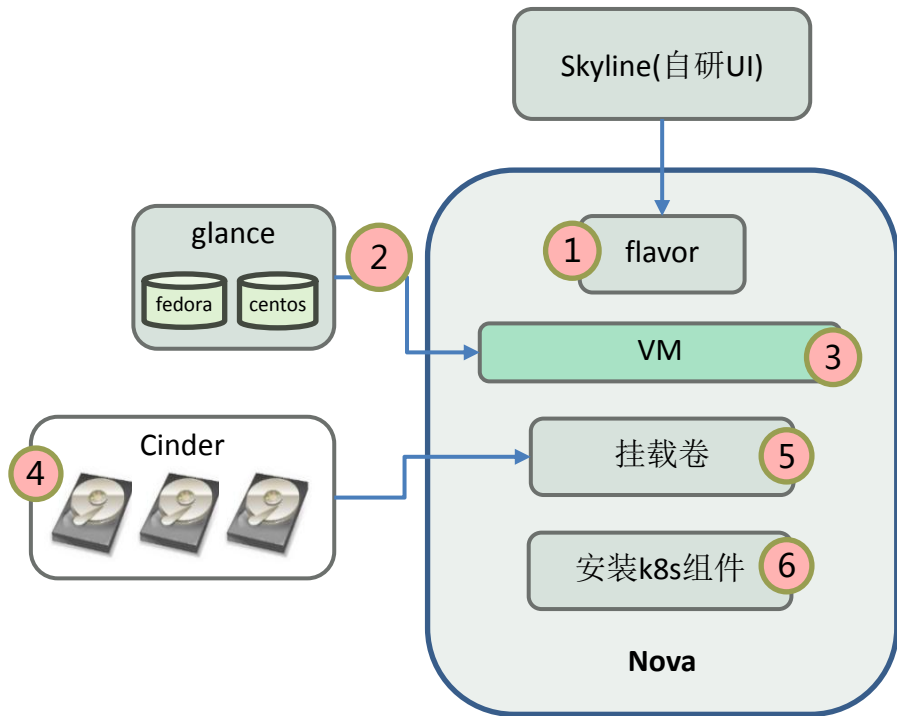 Skyline(自研UI)
glance
fedora
centos
2
1
flavor
VM
3
Cinder
4
挂载卷
5
安装k8s组件
6
Nova